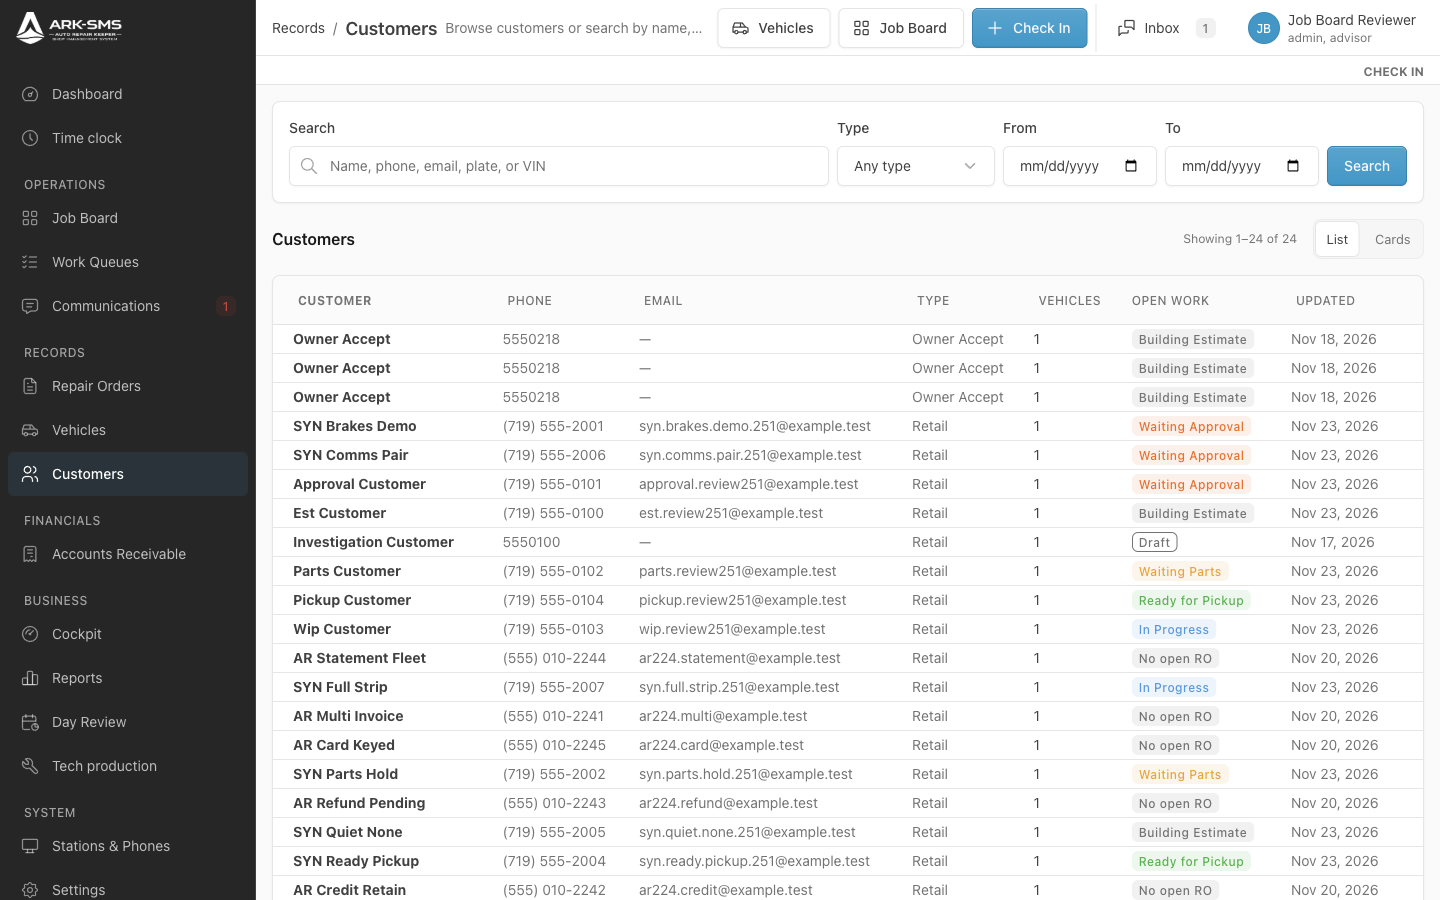 ARK-SMS
AUTO REPAIR KEEPER
SHOP MANAGEMENT SYSTEM
Dashboard
Time clock
OPERATIONS
Job Board
Work Queues
Communications 1
RECORDS
Repair Orders
Vehicles
Customers
FINANCIALS
Accounts Receivable
BUSINESS
Cockpit
Reports
Day Review
Tech production
SYSTEM
Stations & Phones
Settings
Records / Customers Browse customers or search by name,... Vehicles Job Board Check In Inbox 1 JB Job Board Reviewer
admin, advisor
CHECK IN
Search Type From To
Name, phone, email, plate, or VIN Any type mm/dd/yyyy mm/dd/yyyy Search
Customers Showing 1–24 of 24 List Cards
CUSTOMER PHONE EMAIL TYPE VEHICLES OPEN WORK UPDATED
Owner Accept 5550218 — Owner Accept 1 Building Estimate Nov 18, 2026
Owner Accept 5550218 — Owner Accept 1 Building Estimate Nov 18, 2026
Owner Accept 5550218 — Owner Accept 1 Building Estimate Nov 18, 2026
SYN Brakes Demo (719) 555-2001 syn.brakes.demo.251@example.test Retail 1 Waiting Approval Nov 23, 2026
SYN Comms Pair (719) 555-2006 syn.comms.pair.251@example.test Retail 1 Waiting Approval Nov 23, 2026
Approval Customer (719) 555-0101 approval.review251@example.test Retail 1 Waiting Approval Nov 23, 2026
Est Customer (719) 555-0100 est.review251@example.test Retail 1 Building Estimate Nov 23, 2026
Investigation Customer 5550100 — Retail 1 Draft Nov 17, 2026
Parts Customer (719) 555-0102 parts.review251@example.test Retail 1 Waiting Parts Nov 23, 2026
Pickup Customer (719) 555-0104 pickup.review251@example.test Retail 1 Ready for Pickup Nov 23, 2026
Wip Customer (719) 555-0103 wip.review251@example.test Retail 1 In Progress Nov 23, 2026
AR Statement Fleet (555) 010-2244 ar224.statement@example.test Retail 1 No open RO Nov 20, 2026
SYN Full Strip (719) 555-2007 syn.full.strip.251@example.test Retail 1 In Progress Nov 23, 2026
AR Multi Invoice (555) 010-2241 ar224.multi@example.test Retail 1 No open RO Nov 20, 2026
AR Card Keyed (555) 010-2245 ar224.card@example.test Retail 1 No open RO Nov 20, 2026
SYN Parts Hold (719) 555-2002 syn.parts.hold.251@example.test Retail 1 Waiting Parts Nov 23, 2026
AR Refund Pending (555) 010-2243 ar224.refund@example.test Retail 1 No open RO Nov 20, 2026
SYN Quiet None (719) 555-2005 syn.quiet.none.251@example.test Retail 1 Building Estimate Nov 23, 2026
SYN Ready Pickup (719) 555-2004 syn.ready.pickup.251@example.test Retail 1 Ready for Pickup Nov 23, 2026
AR Credit Retain (555) 010-2242 ar224.credit@example.test Retail 1 No open RO Nov 20, 2026